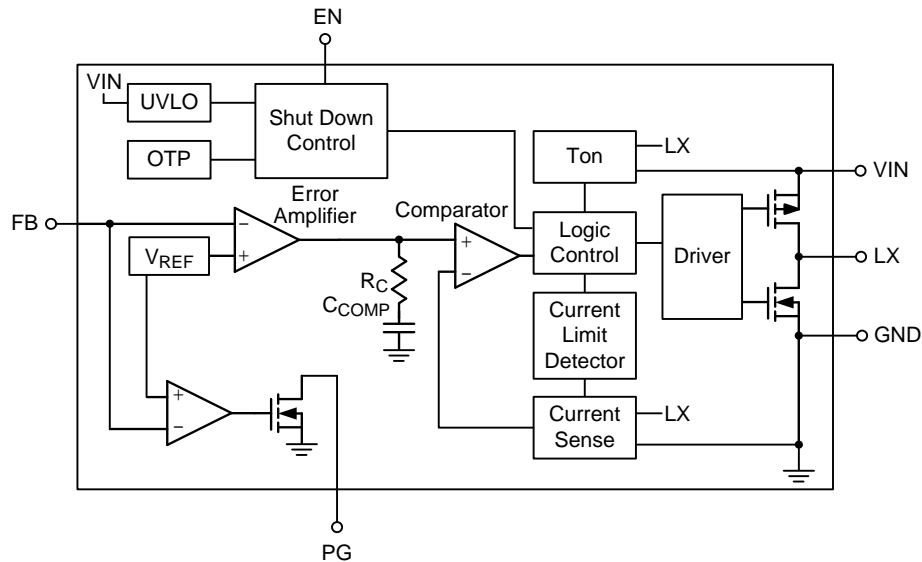 EN
VIN
UVLO
Shut Down
Control
OTP
Ton
LX
VIN
Error
Amplifier
Comparator
FB
−
+
VREF
+
−
Logic
Control
Driver
LX
RC
CCOMP
Current
Limit
Detector
GND
+
−
Current
Sense
LX
PG